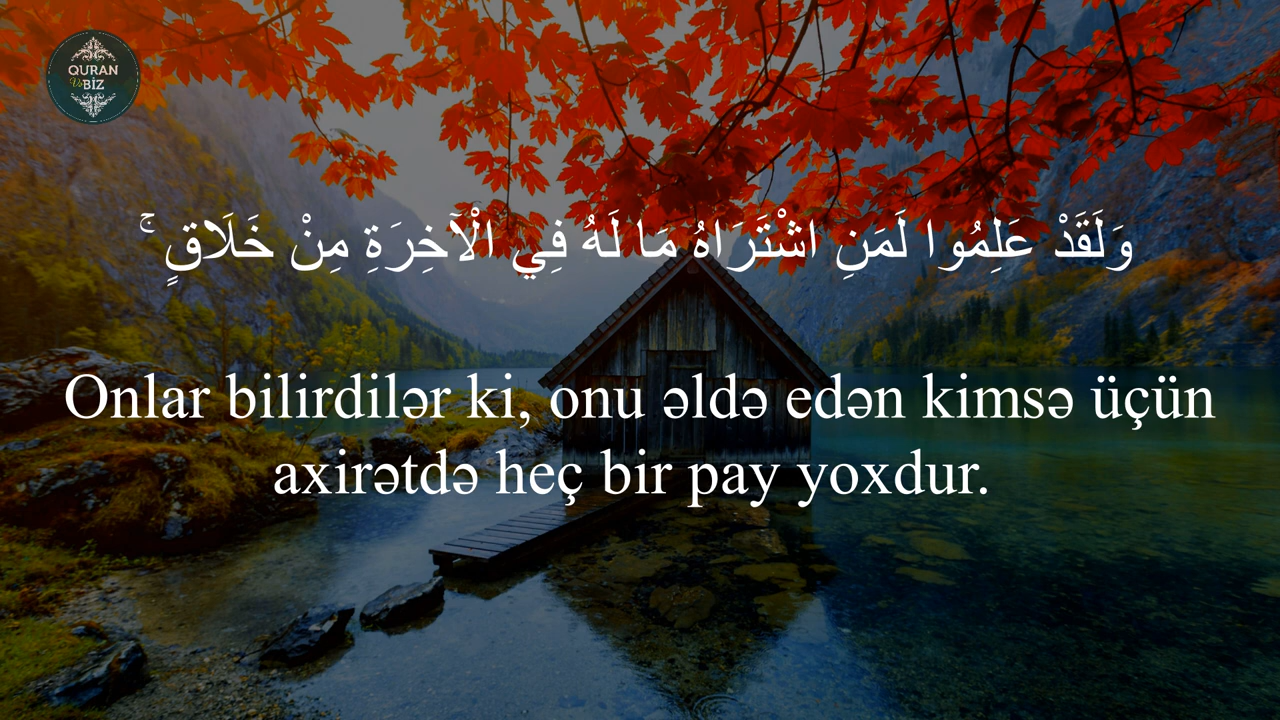 QURAN
Və
BİZ
وَلَقَدْ عَلِمُوا لَمَنِ اشْتَرَاهُ مَا لَهُ فِي الْآخِرَةِ مِنْ خَلَاقٍ ۚ
Onlar bilirdilər ki, onu əldə edən kimsə üçün
axirətdə heç bir pay yoxdur.